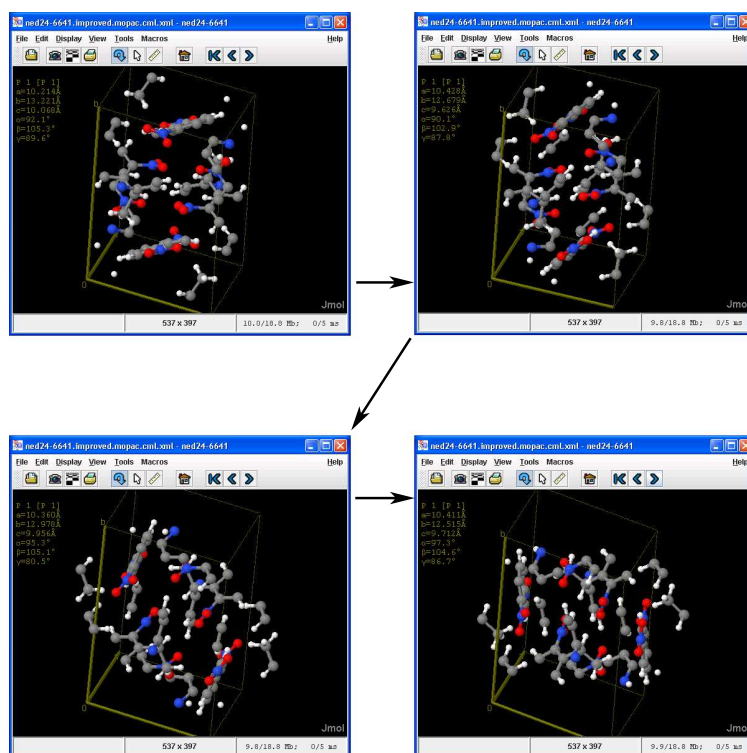 ned24-6641.improved.mopac.cml.xml - ned24-6641
File Edit Display View Tools Macros Help
P 1 [P 1]
a=10.214Å
b=13.221Å
c=10.068Å
α=92.1°
β=105.3°
γ=89.6°
b
0
Jmol
537 x 397 10.0/18.8 Mb; 0/5 ms
ned24-6641.improved.mopac.cml.xml - ned24-6641
File Edit Display View Tools Macros Help
P 1 [P 1]
a=10.428Å
b=12.679Å
c=9.626Å
α=90.1°
β=102.9°
γ=87.8°
b
0
Jmol
537 x 397 9.8/18.8 Mb; 0/5 ms
ned24-6641.improved.mopac.cml.xml - ned24-6641
File Edit Display View Tools Macros Help
P 1 [P 1]
a=10.360Å
b=12.978Å
c=9.956Å
α=95.3°
β=105.1°
γ=80.5°
b
0
Jmol
537 x 397 9.8/18.8 Mb; 0/5 ms
ned24-6641.improved.mopac.cml.xml - ned24-6641
File Edit Display View Tools Macros Help
P 1 [P 1]
a=10.411Å
b=12.515Å
c=9.712Å
α=97.3°
β=104.6°
γ=86.7°
b
0
Jmol
537 x 397 9.9/18.8 Mb; 0/5 ms